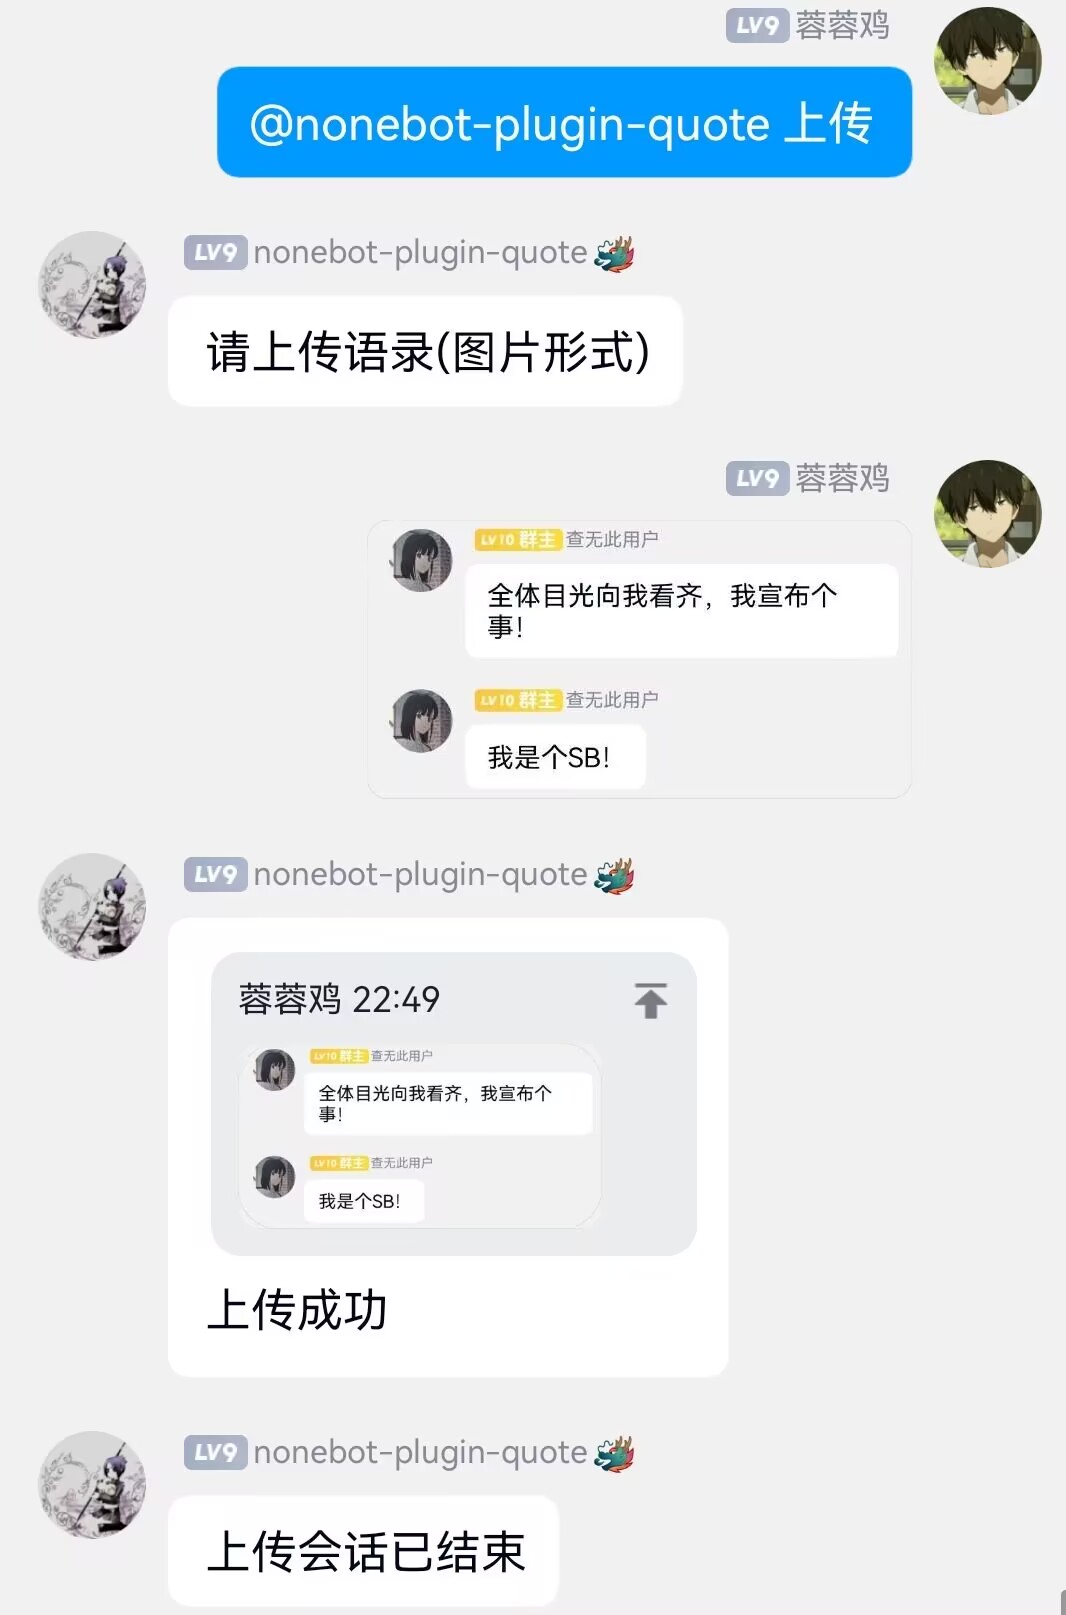 LV9 蓉蓉鸡
@nonebot-plugin-quote 上传
LV9 nonebot-plugin-quote
请上传语录(图片形式)
LV9 蓉蓉鸡
LV10 群主 查无此用户
全体目光向我看齐，我宣布个
事！
LV10 群主 查无此用户
我是个SB！
LV9 nonebot-plugin-quote
蓉蓉鸡 22:49
LV10 群主 查无此用户
全体目光向我看齐，我宣布个
事！
LV10 群主 查无此用户
我是个SB！
上传成功
LV9 nonebot-plugin-quote
上传会话已结束